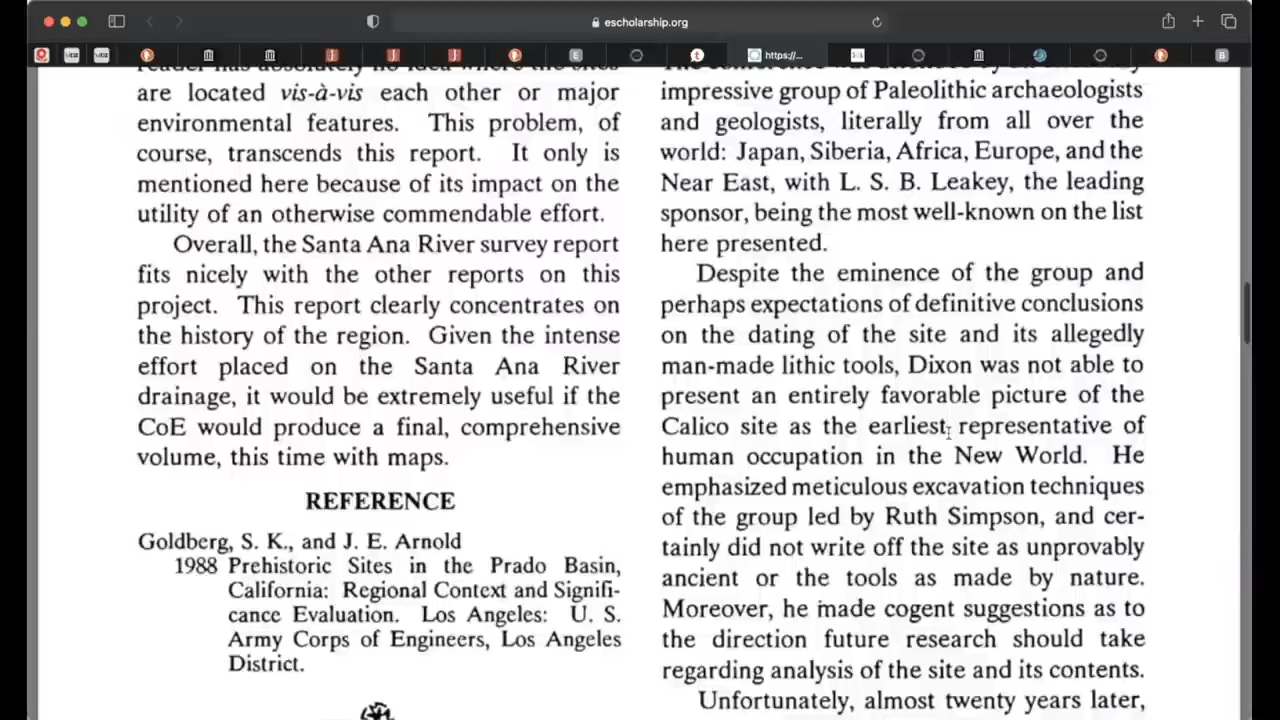 escholarship.org
https://...
are located vis-à-vis each other or major
environmental features. This problem, of
course, transcends this report. It only is
mentioned here because of its impact on the
utility of an otherwise commendable effort.
Overall, the Santa Ana River survey report
fits nicely with the other reports on this
project. This report clearly concentrates on
the history of the region. Given the intense
effort placed on the Santa Ana River
drainage, it would be extremely useful if the
CoE would produce a final, comprehensive
volume, this time with maps.
REFERENCE
Goldberg, S. K., and J. E. Arnold
1988 Prehistoric Sites in the Prado Basin,
California: Regional Context and Signifi-
cance Evaluation. Los Angeles: U. S.
Army Corps of Engineers, Los Angeles
District.
impressive group of Paleolithic archaeologists
and geologists, literally from all over the
world: Japan, Siberia, Africa, Europe, and the
Near East, with L. S. B. Leakey, the leading
sponsor, being the most well-known on the list
here presented.
Despite the eminence of the group and
perhaps expectations of definitive conclusions
on the dating of the site and its allegedly
man-made lithic tools, Dixon was not able to
present an entirely favorable picture of the
Calico site as the earliest representative of
human occupation in the New World. He
emphasized meticulous excavation techniques
of the group led by Ruth Simpson, and cer-
tainly did not write off the site as unprovably
ancient or the tools as made by nature.
Moreover, he made cogent suggestions as to
the direction future research should take
regarding analysis of the site and its contents.
Unfortunately, almost twenty years later,